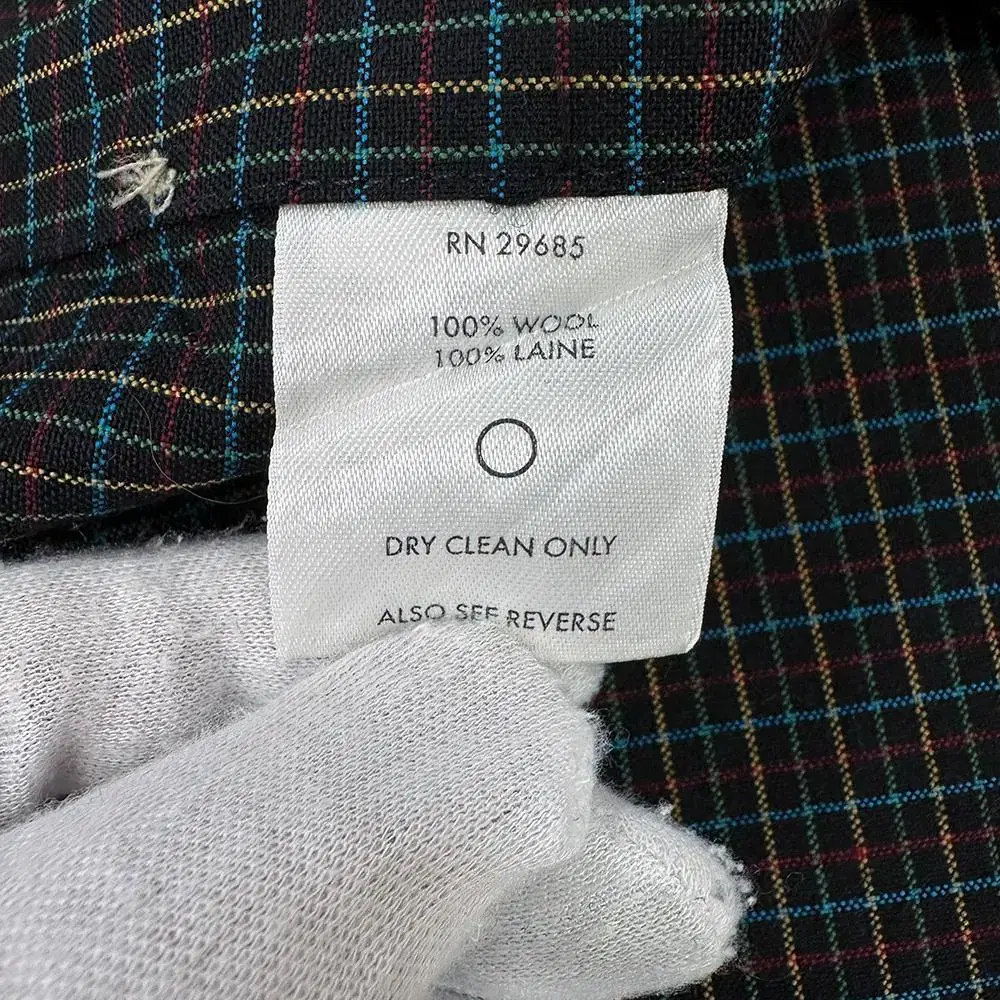 RN 29685
100% WOOL
100% LAINE
DRY CLEAN ONLY
ALSO SEE REVERSE